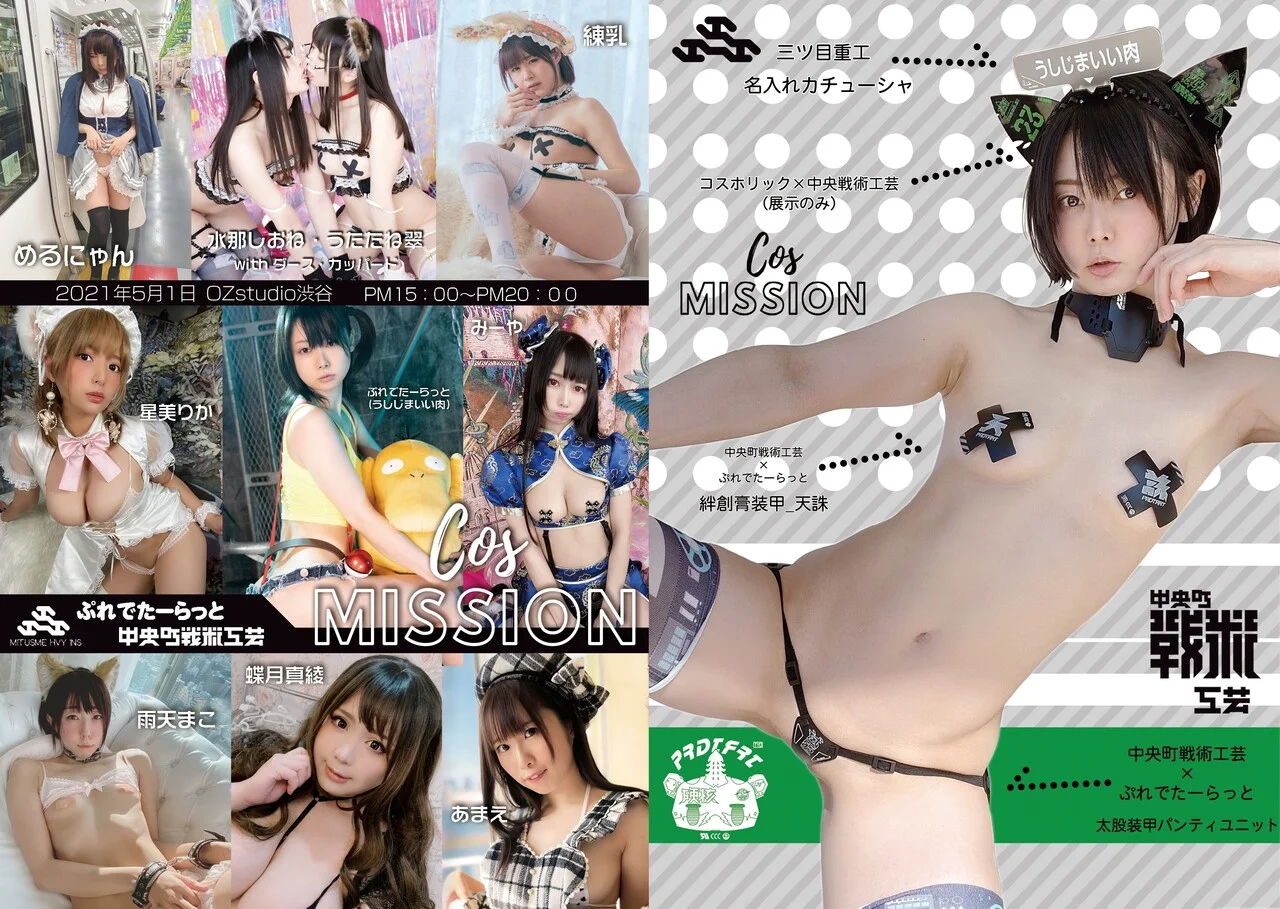 めるにゃん
水那しおね・うたたね翠
with ダース・カッパード
練乳
2021年5月1日 OZstudio渋谷 PM15：00～PM20：00
星美りか
ぷれでたーらっと
(うしじまいい肉)
みーや
Cos
MISSION
MITUSME HVY INS
ぷれでたーらっと
中央町戦術工芸
雨天まこ
蝶月真綾
あまえ
三ツ目重工
名入れカチューシャ
うしじまいい肉
コスホリック×中央戦術工芸
(展示のみ)
Cos
MISSION
中央町戦術工芸
×
ぷれでたーらっと
絆創膏装甲_天誅
天
誅
中央町
戦術
工芸
中央町戦術工芸
×
ぷれでたーらっと
太股装甲パンティユニット